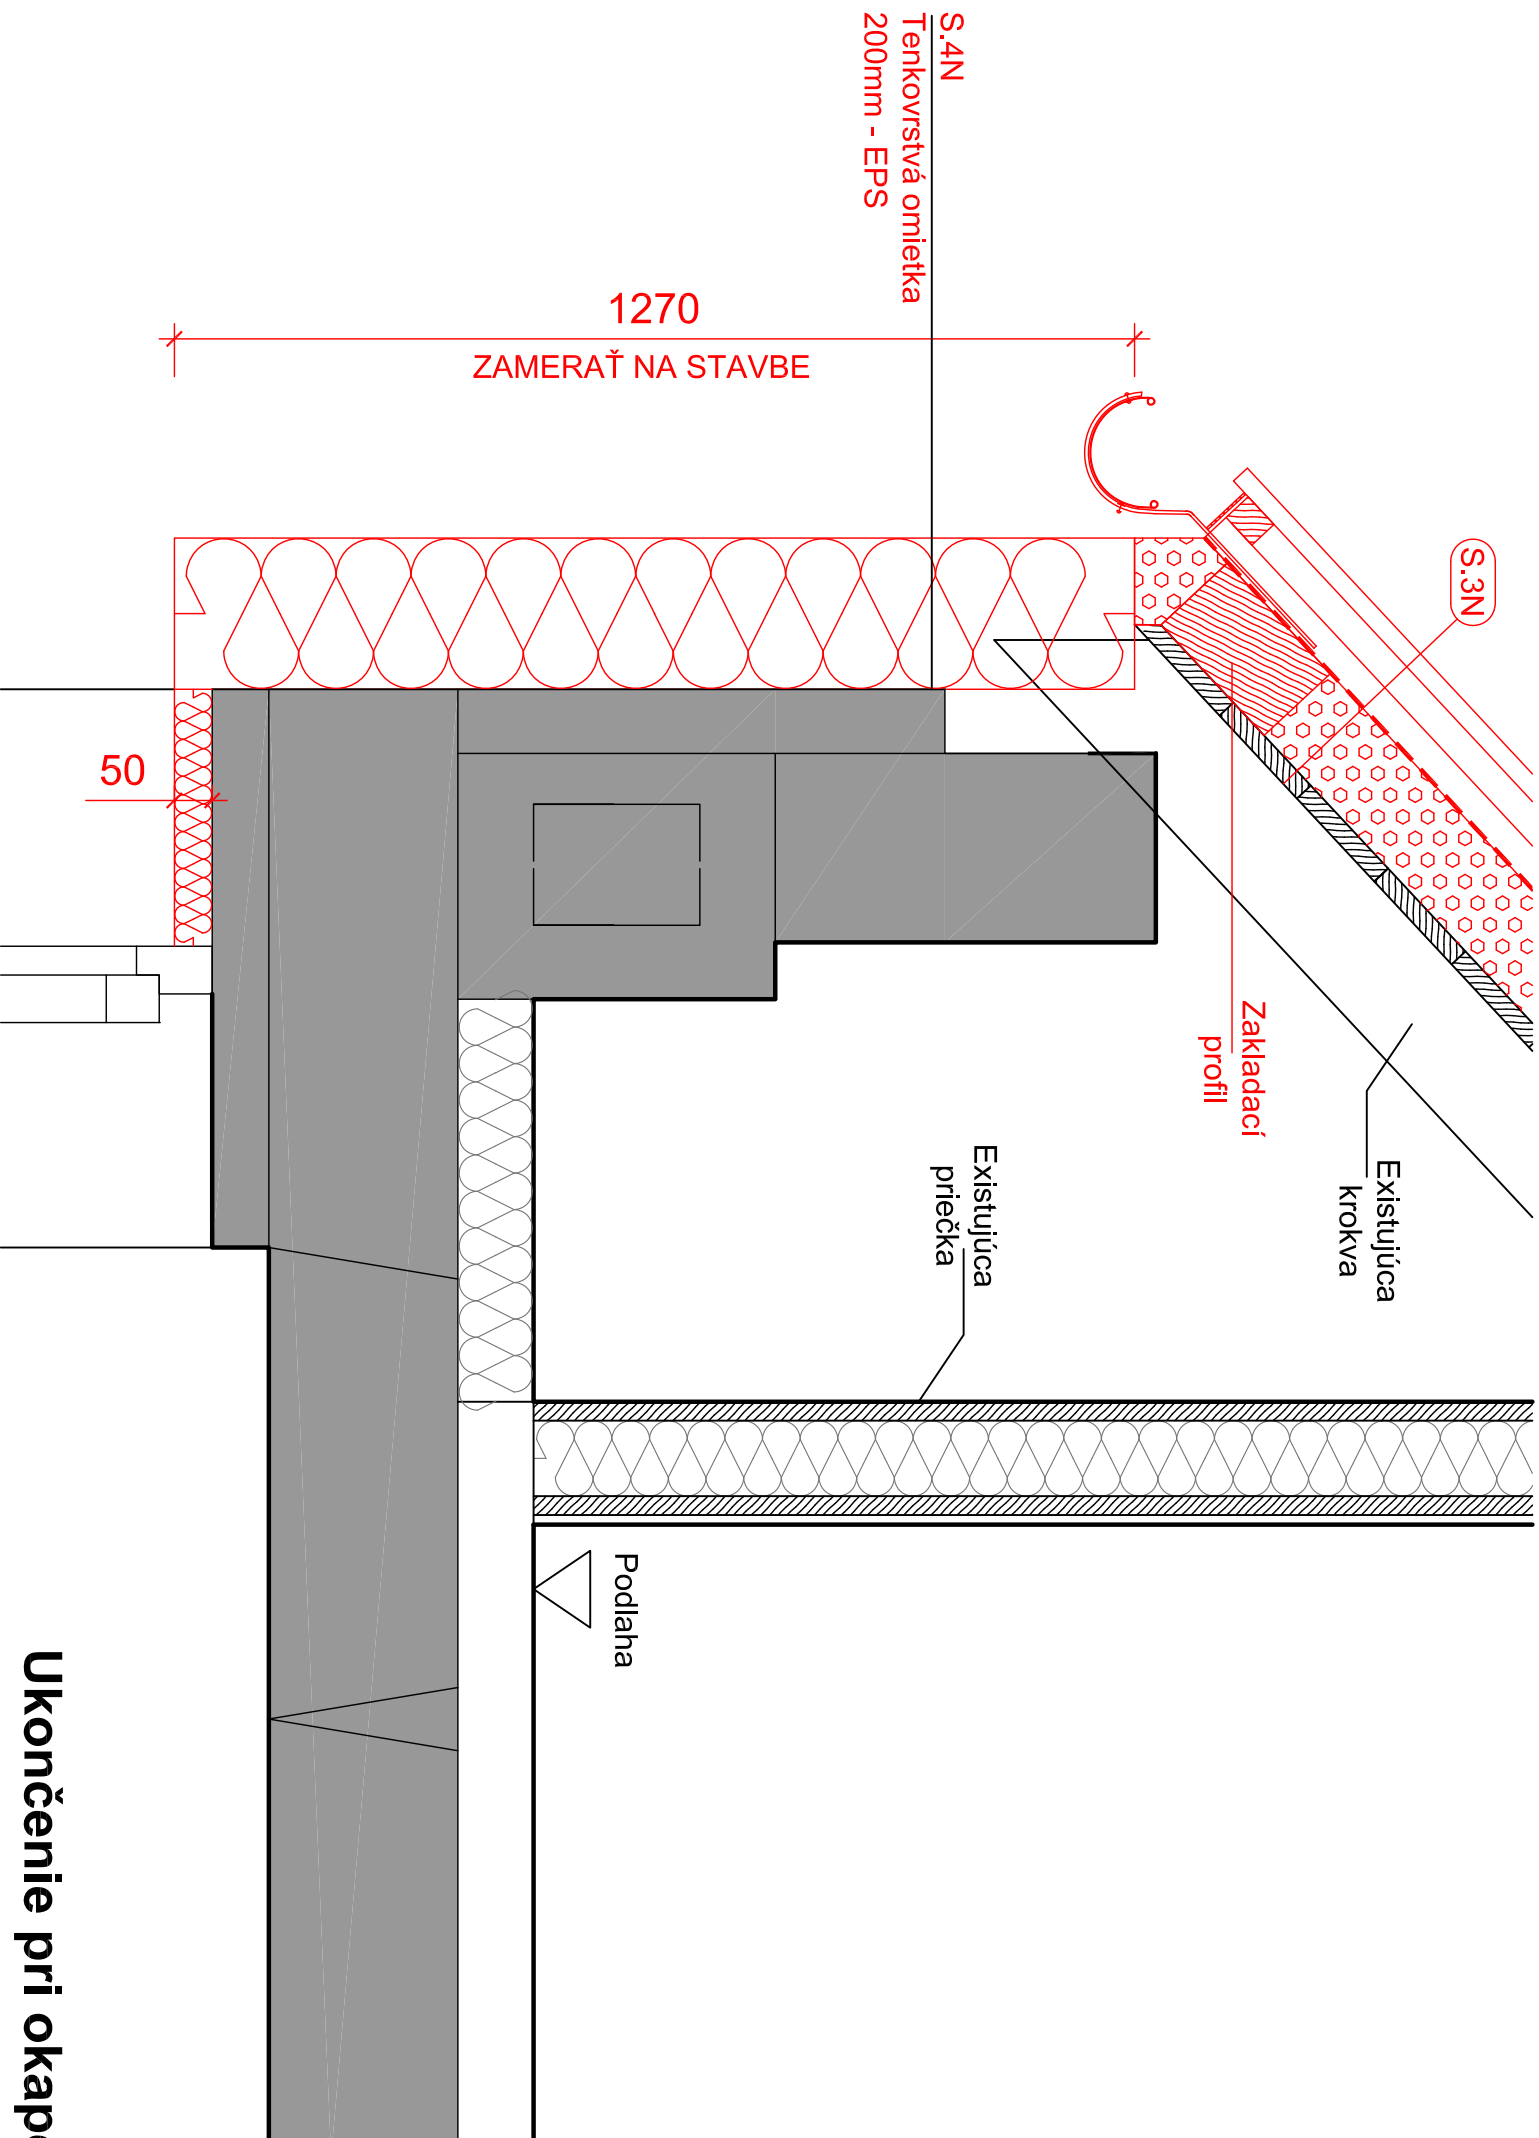 S.4N
Tenkovrstvá omietka
200mm - EPS
1270
ZAMERAŤ NA STAVBE
S.3N
50
Zakladací
profil
Existujúca
krokva
Existujúca
priečka
Podlaha
Ukončenie pri okape